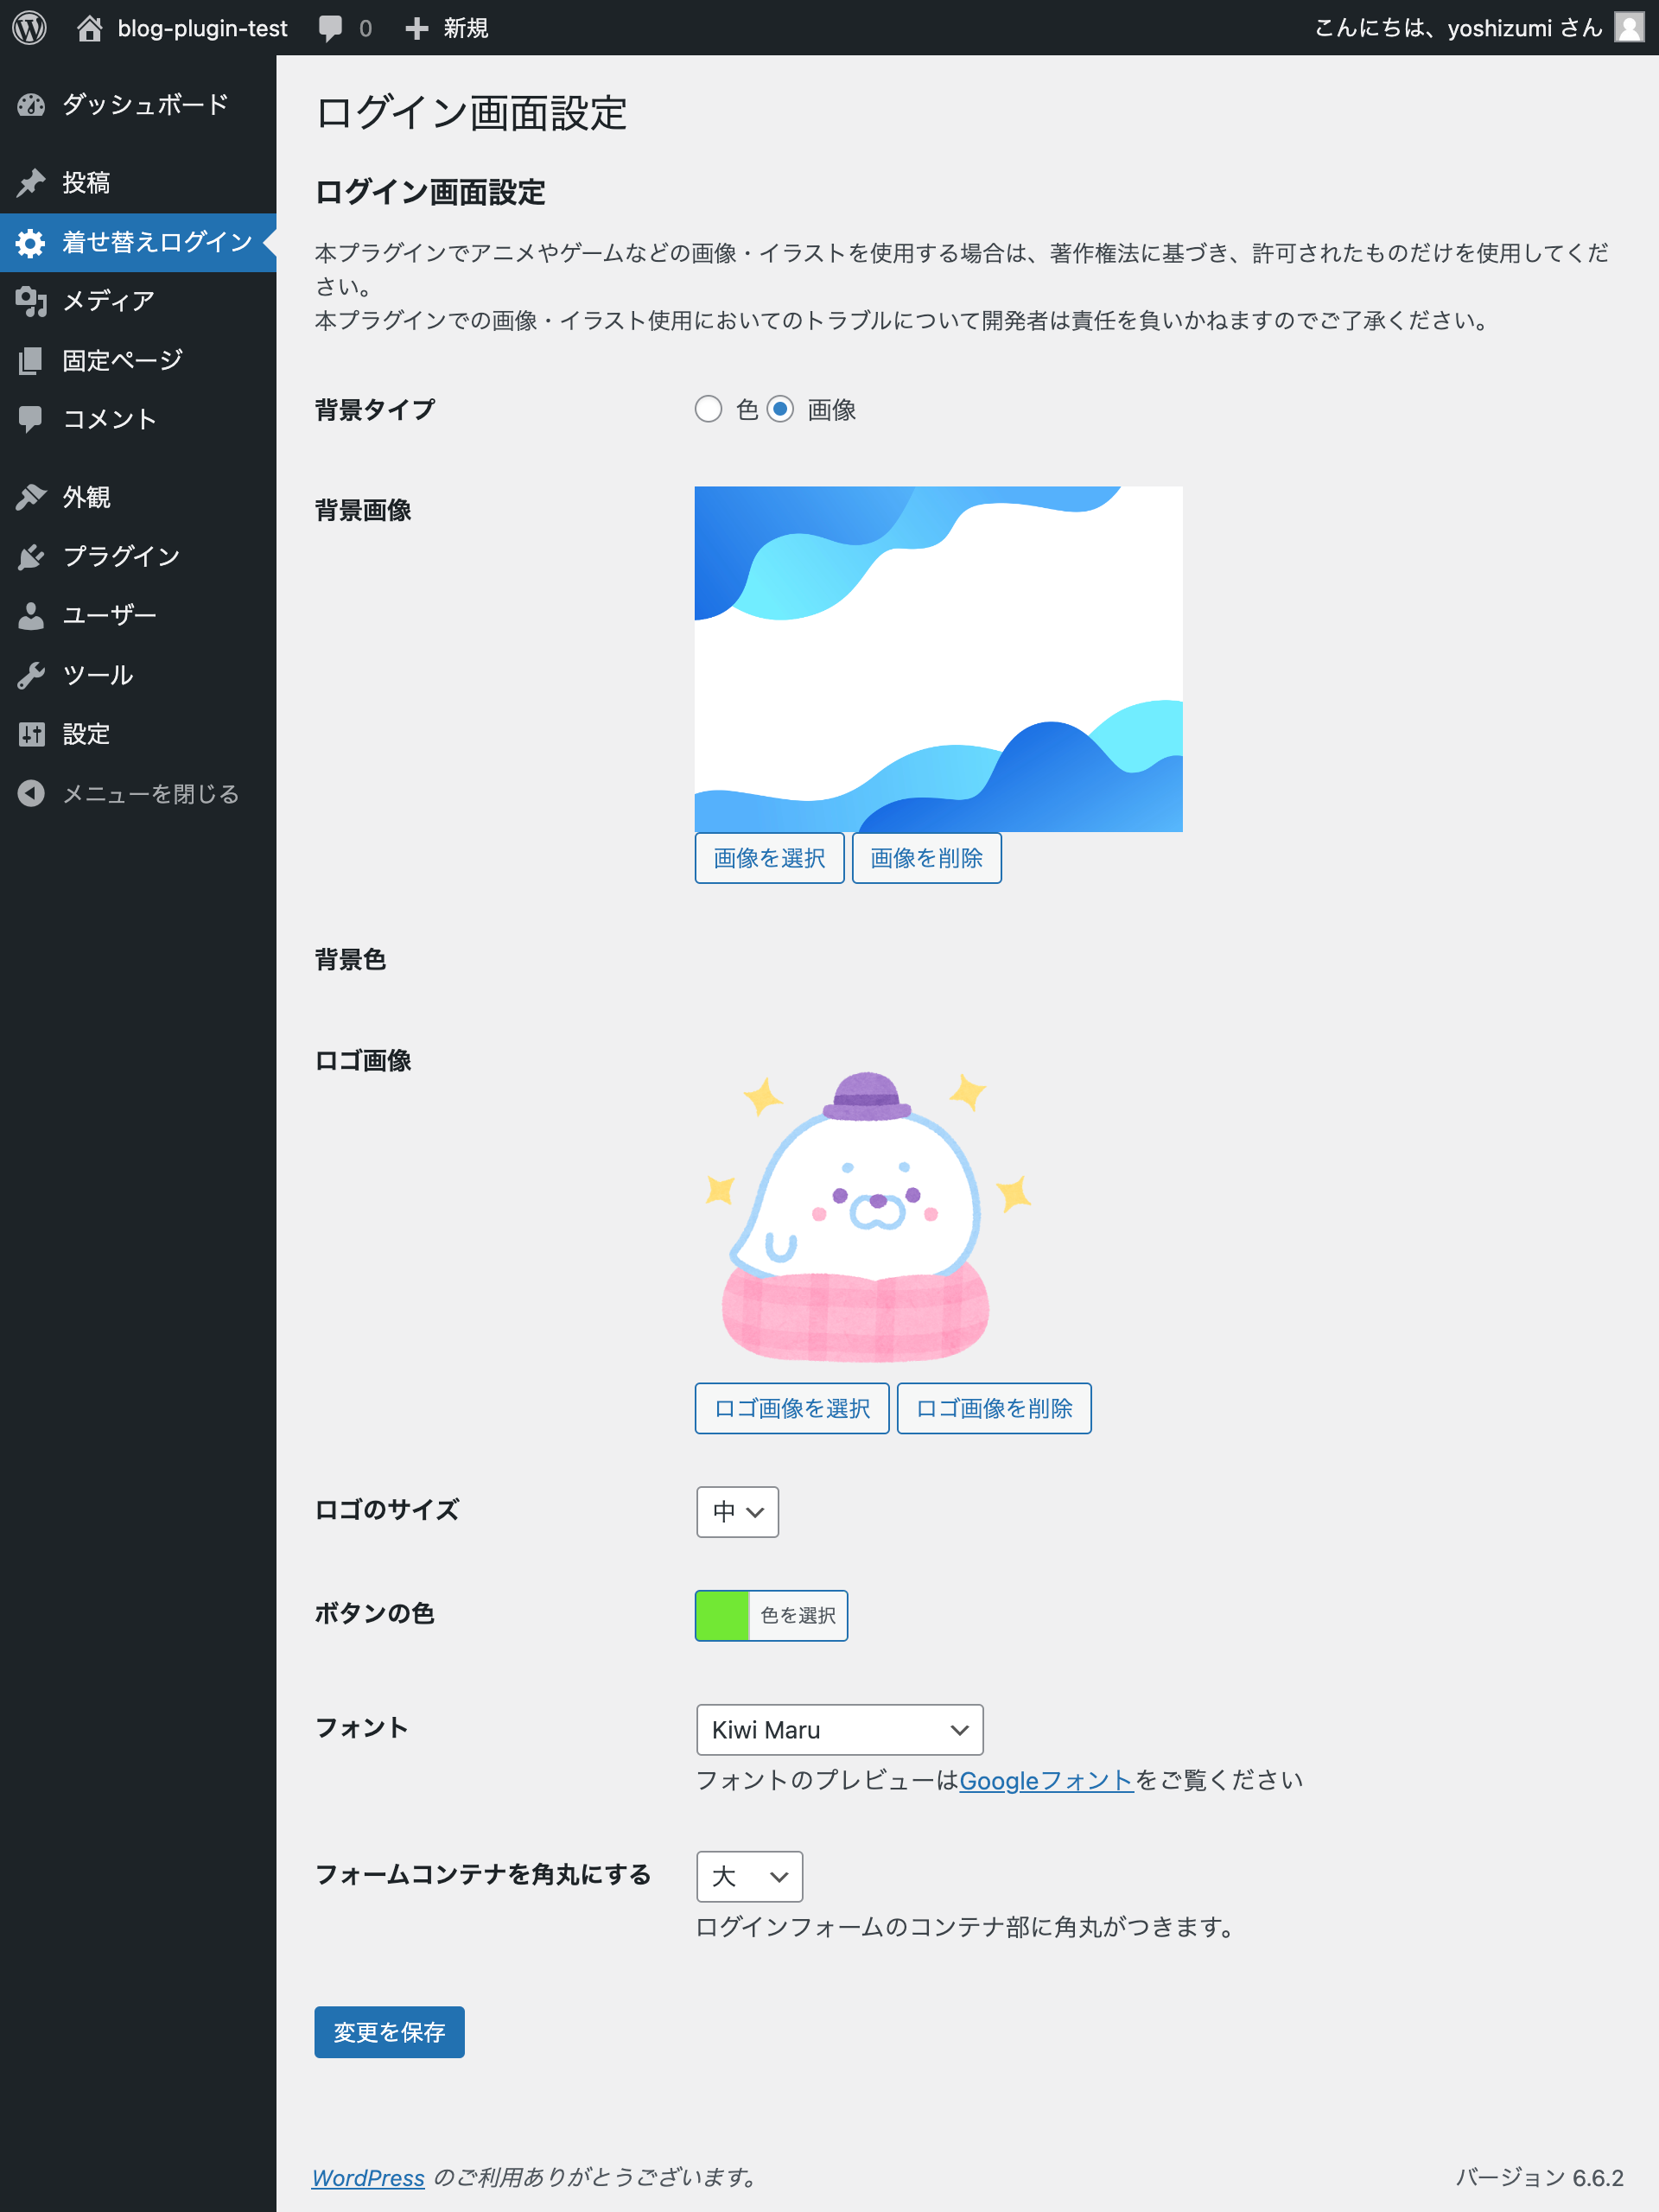 blog-plugin-test 0 新規 こんにちは、yoshizumi さん
ダッシュボード
投稿
着せ替えログイン
メディア
固定ページ
コメント
外観
プラグイン
ユーザー
ツール
設定
メニューを閉じる
ログイン画面設定
ログイン画面設定
本プラグインでアニメやゲームなどの画像・イラストを使用する場合は、著作権法に基づき、許可されたものだけを使用してくだ
さい。
本プラグインでの画像・イラスト使用においてのトラブルについて開発者は責任を負いかねますのでご了承ください。
背景タイプ 色 画像
背景画像
画像を選択 画像を削除
背景色
ロゴ画像
ロゴ画像を選択 ロゴ画像を削除
ロゴのサイズ 中
ボタンの色 色を選択
フォント Kiwi Maru
フォントのプレビューはGoogleフォントをご覧ください
フォームコンテナを角丸にする 大
ログインフォームのコンテナ部に角丸がつきます。
変更を保存
WordPress のご利用ありがとうございます。 バージョン 6.6.2